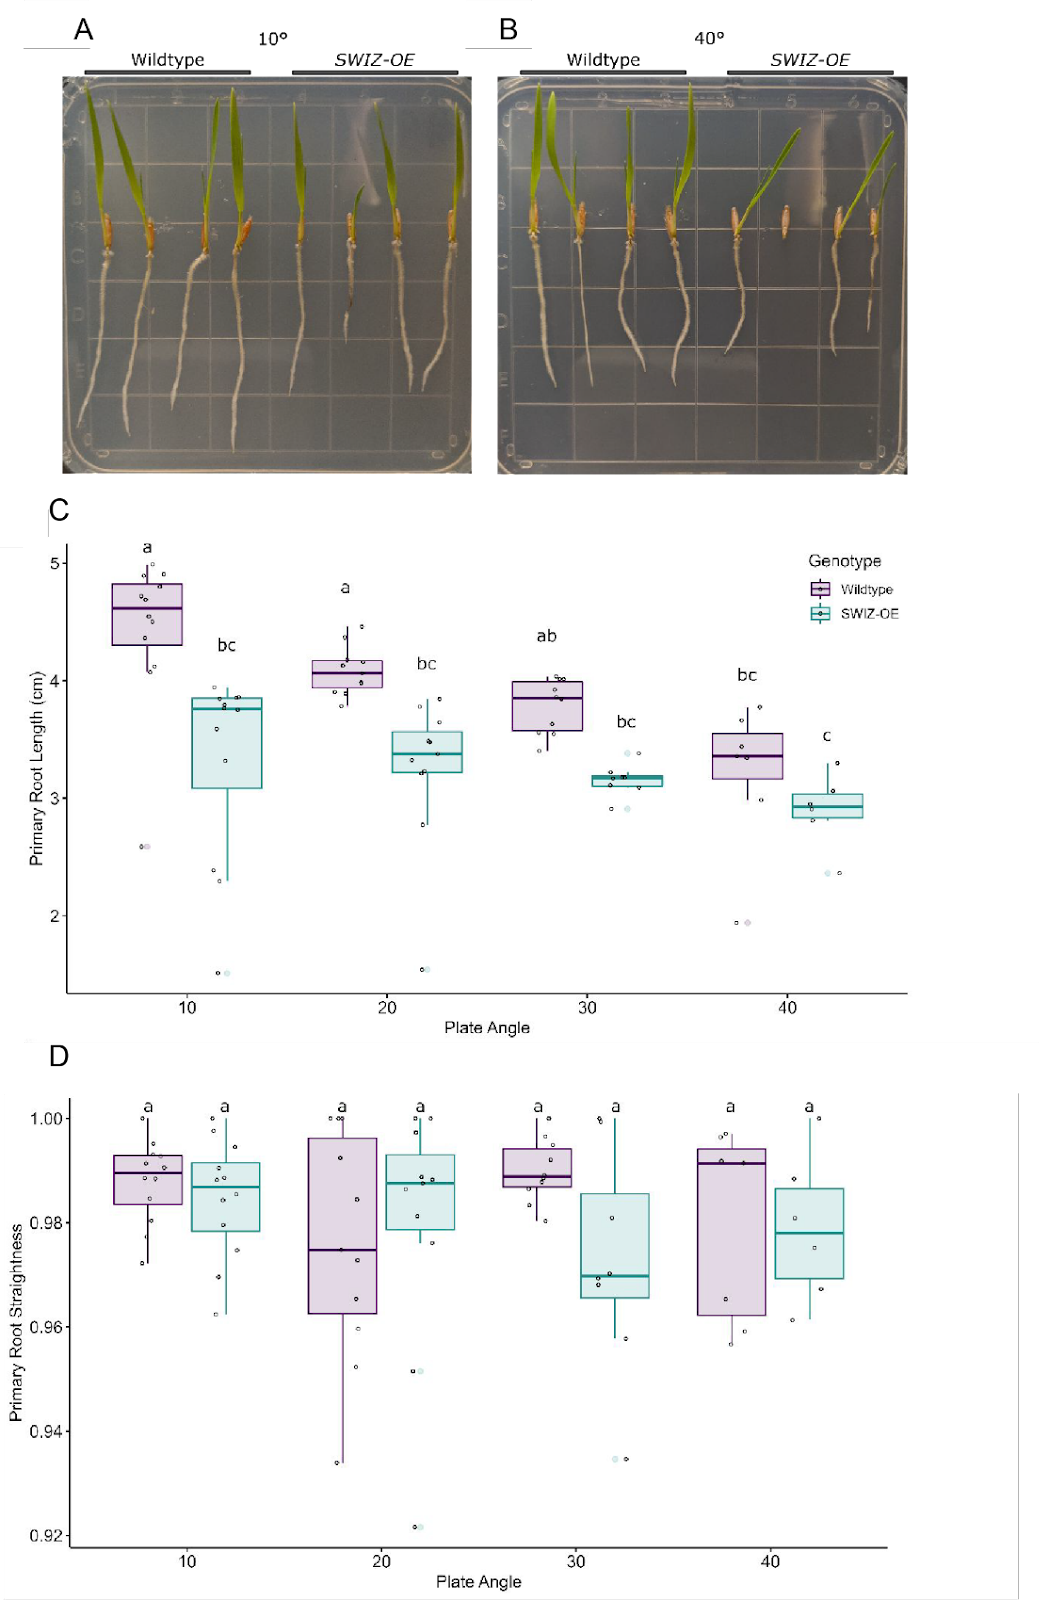 A
10°
Wildtype
SWIZ-OE
B
40°
Wildtype
SWIZ-OE
C
a
bc
a
bc
ab
bc
bc
c
Genotype
Wildtype
SWIZ-OE
Primary Root Length (cm)
5
4
3
2
10
20
30
40
Plate Angle
D
a
a
a
a
a
a
a
a
Primary Root Straightness
1.00
0.98
0.96
0.94
0.92
10
20
30
40
Plate Angle